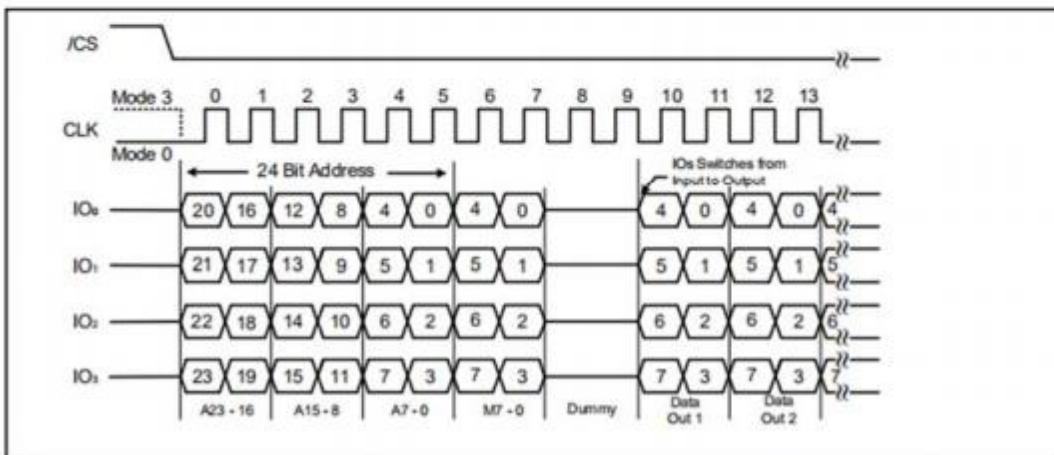 /CS
Mode 3 0 1 2 3 4 5 6 7 8 9 10 11 12 13
CLK
Mode 0
24 Bit Address
IOs Switches from
Input to Output
IO₀ 20 16 12 8 4 0 4 0 4 0 4 0 4
IO₁ 21 17 13 9 5 1 5 1 5 1 5 1 5
IO₂ 22 18 14 10 6 2 6 2 6 2 6 2 6
IO₃ 23 19 15 11 7 3 7 3 7 3 7 3 7
A23 - 16 A15 - 8 A7 - 0 M7 - 0 Dummy Data Data
Out 1 Out 2